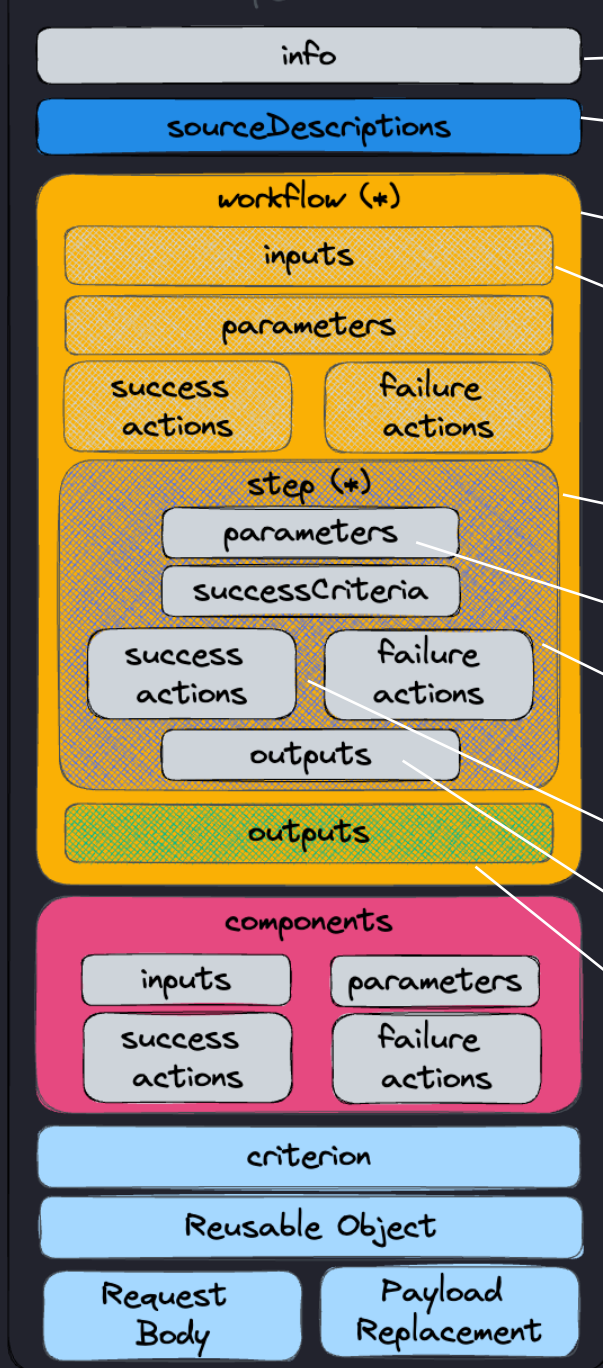 info
sourceDescriptions
workflow (*)
inputs
parameters
success
actions
failure
actions
step (*)
parameters
successCriteria
success
actions
failure
actions
outputs
outputs
components
inputs
parameters
success
actions
failure
actions
criterion
Reusable Object
Request
Body
Payload
Replacement